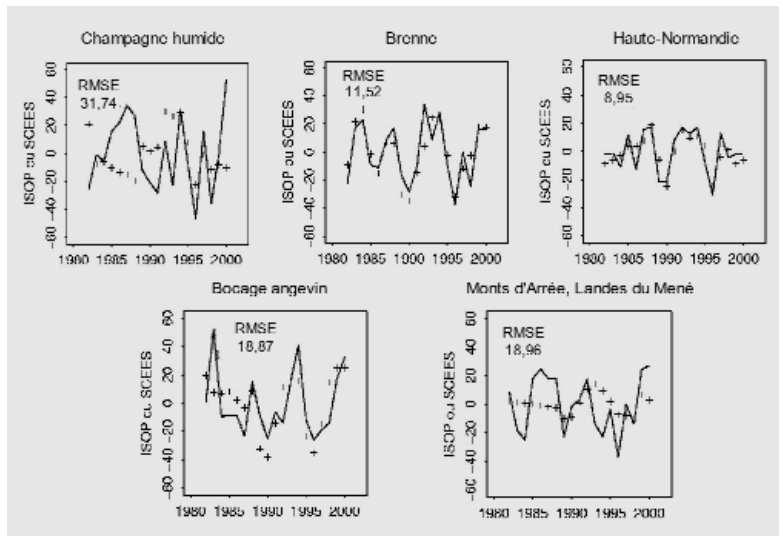 Champagne humide
Brenne
Haute-Normandie
ISOP ou SCEES
60
40
20
0
-20
-40
-60
RMSE
31,74
1980 1985 1990 1995 2000
60
40
20
0
-20
-40
-60
RMSE
11,52
1980 1985 1990 1995 2000
ISOP ou SCEES
60
40
20
0
-20
-40
-60
RMSE
8,95
1980 1985 1990 1995 2000
ISOP ou SCEES
Bocage angevin
Monts d'Arrée, Landes du Mené
60
40
20
0
-20
-40
-60
RMSE
18,87
1980 1985 1990 1995 2000
ISOP ou SCEES
60
40
20
0
-20
-40
-60
RMSE
18,96
1980 1985 1990 1995 2000
ISOP ou SCEES